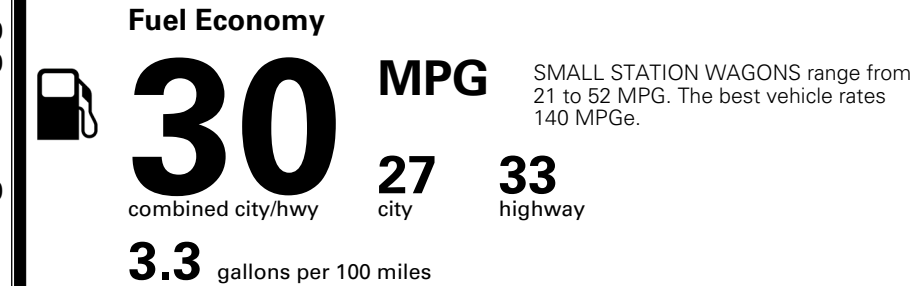 Fuel Economy
30
MPG
SMALL STATION WAGONS range from
21 to 52 MPG. The best vehicle rates
140 MPGe.
27
33
combined city/hwy
city
highway
3.3 gallons per 100 miles